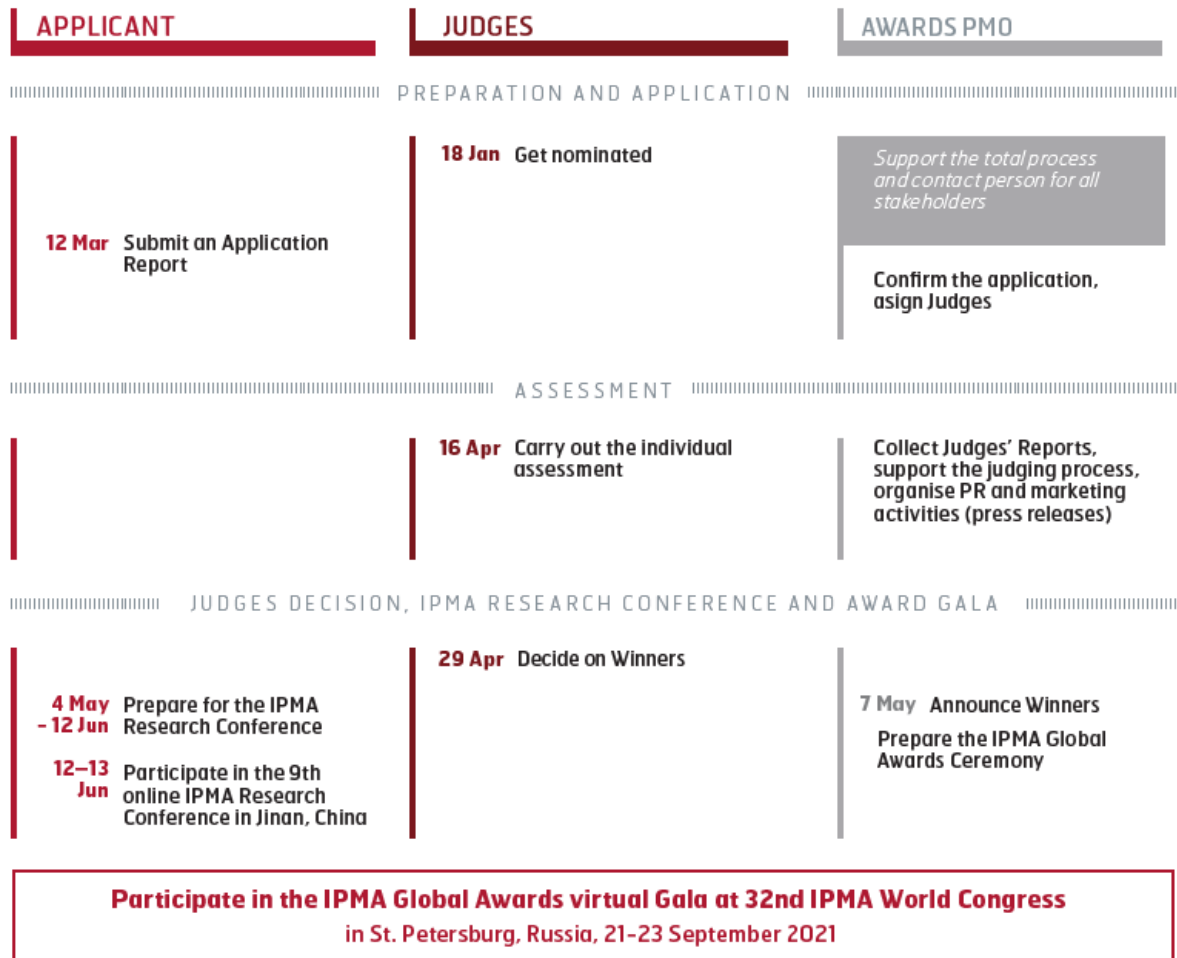 APPLICANT
JUDGES
AWARDS PMO
PREPARATION AND APPLICATION
12 Mar Submit an Application
Report
18 Jan Get nominated
Support the total process
and contact person for all
stakeholders
Confirm the application,
asign Judges
ASSESSMENT
16 Apr Carry out the individual
assessment
Collect Judges' Reports,
support the judging process,
organise PR and marketing
activities (press releases)
JUDGES DECISION, IPMA RESEARCH CONFERENCE AND AWARD GALA
4 May Prepare for the IPMA
– 12 Jun Research Conference
12–13 Participate in the 9th
Jun online IPMA Research
Conference in Jinan, China
29 Apr Decide on Winners
7 May Announce Winners
Prepare the IPMA Global
Awards Ceremony
Participate in the IPMA Global Awards virtual Gala at 32nd IPMA World Congress
in St. Petersburg, Russia, 21–23 September 2021